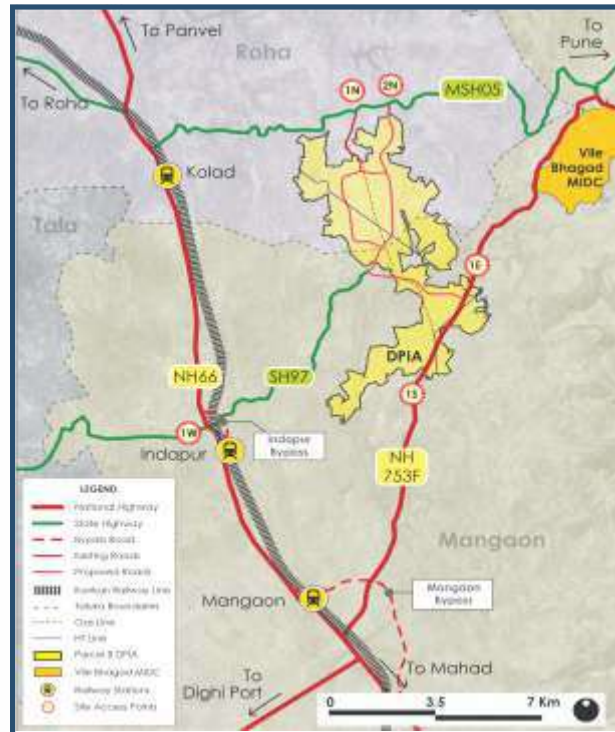 To Panvel
Roha
To
Pune
1N
2N
MSH05
To Roha
Vile
Bhagad
MIDC
Kolad
Tala
1E
DPIA
NH66
SH97
1S
1W
Indapur
Bypass
Indapur
NH
753F
LEGEND
National Highway
State Highway
Bypass Road
Existing Roads
Proposed Roads
Konkan Railway Line
Taluka Boundaries
Gas Line
HT Line
Parcel B DPIA
Vile Bhagad MIDC
Railway Stations
Site Access Points
Mangaon
Mangaon
Mangaon
Bypass
To
Dighi Port
To Mahad
0 3.5 7 Km